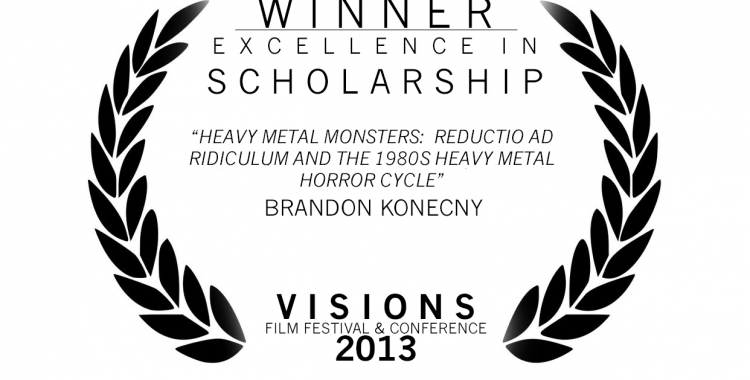 WINNER
EXCELLENCE IN
SCHOLARSHIP
“HEAVY METAL MONSTERS: REDUCTIO AD
RIDICULUM AND THE 1980S HEAVY METAL
HORROR CYCLE”
BRANDON KONECNY
VISIONS
FILM FESTIVAL & CONFERENCE
2013